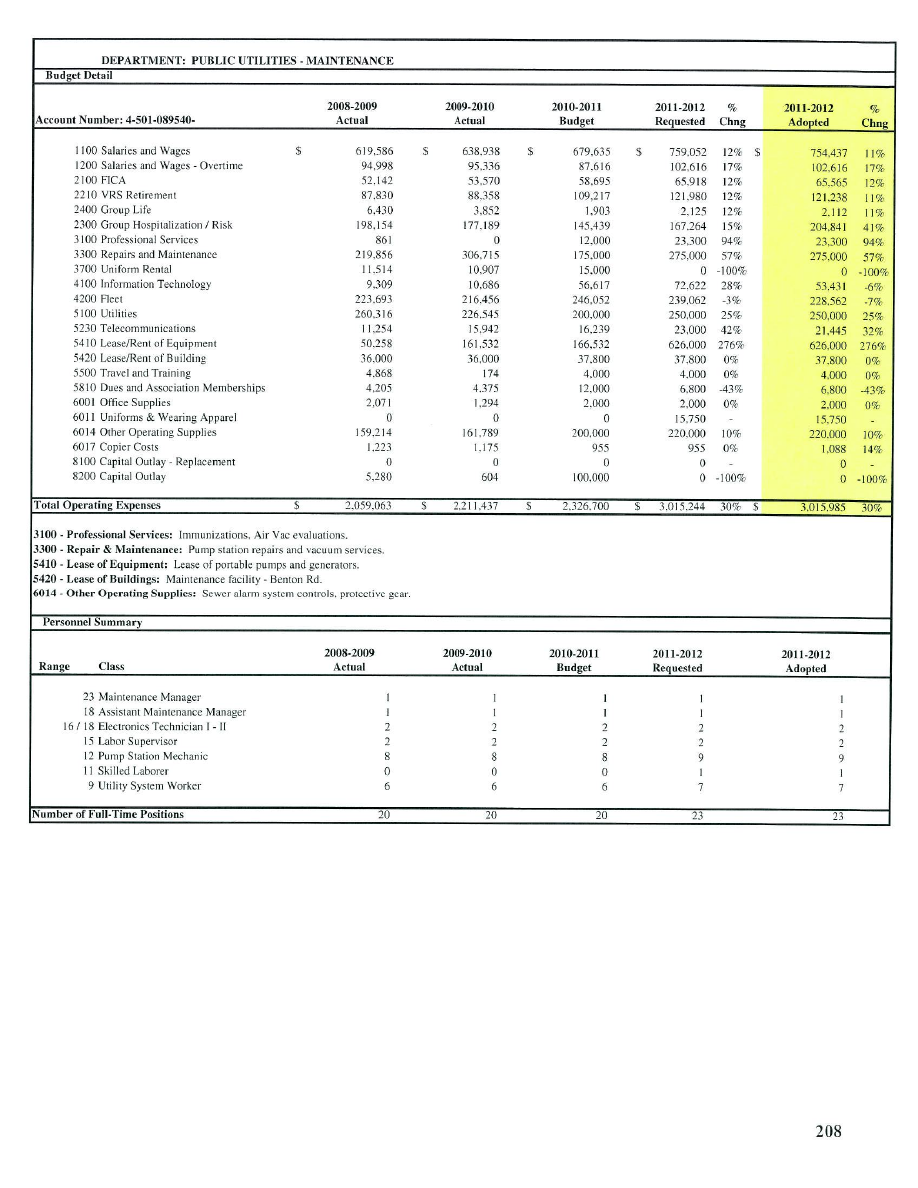 DEPARTMENT: PUBLIC UTILITIES - MAINTENANCE
Budget Detail
2008-2009 2009-2010 2010-2011 2011-2012 % 2011-2012 %
Account Number: 4-501-089540- Actual Actual Budget Requested Chng Adopted Chng
1100 Salaries and Wages $ 619,586 $ 638,938 $ 679,635 $ 759,052 12% $ 754,437 11%
1200 Salaries and Wages - Overtime 94,998 95,336 87,616 102,616 17% 102,616 17%
2100 FICA 52,142 53,570 58,695 65,918 12% 65,565 12%
2210 VRS Retirement 87,830 88,358 109,217 121,980 12% 121,238 11%
2400 Group Life 6,430 3,852 1,903 2,125 12% 2,112 11%
2300 Group Hospitalization / Risk 198,154 177,189 145,439 167,264 15% 204,841 41%
3100 Professional Services 861 0 12,000 23,300 94% 23,300 94%
3300 Repairs and Maintenance 219,856 306,715 175,000 275,000 57% 275,000 57%
3700 Uniform Rental 11,514 10,907 15,000 0 -100% 0 -100%
4100 Information Technology 9,309 10,686 56,617 72,622 28% 53,431 -6%
4200 Fleet 223,693 216,456 246,052 239,062 -3% 228,562 -7%
5100 Utilities 260,316 226,545 200,000 250,000 25% 250,000 25%
5230 Telecommunications 11,254 15,942 16,239 23,000 42% 21,445 32%
5410 Lease/Rent of Equipment 50,258 161,532 166,532 626,000 276% 626,000 276%
5420 Lease/Rent of Building 36,000 36,000 37,800 37,800 0% 37,800 0%
5500 Travel and Training 4,868 174 4,000 4,000 0% 4,000 0%
5810 Dues and Association Memberships 4,205 4,375 12,000 6,800 -43% 6,800 -43%
6001 Office Supplies 2,071 1,294 2,000 2,000 0% 2,000 0%
6011 Uniforms & Wearing Apparel 0 0 0 15,750 - 15,750 -
6014 Other Operating Supplies 159,214 161,789 200,000 220,000 10% 220,000 10%
6017 Copier Costs 1,223 1,175 955 955 0% 1,088 14%
8100 Capital Outlay - Replacement 0 0 0 0 - 0 -
8200 Capital Outlay 5,280 604 100,000 0 -100% 0 -100%
Total Operating Expenses $ 2,059,063 $ 2,211,437 $ 2,326,700 $ 3,015,244 30% $ 3,015,985 30%
3100 - Professional Services: Immunizations, Air Vac evaluations.
3300 - Repair & Maintenance: Pump station repairs and vacuum services.
5410 - Lease of Equipment: Lease of portable pumps and generators.
5420 - Lease of Buildings: Maintenance facility - Benton Rd.
6014 - Other Operating Supplies: Sewer alarm system controls, protective gear.
Personnel Summary
2008-2009 2009-2010 2010-2011 2011-2012 2011-2012
Range Class Actual Actual Budget Requested Adopted
23 Maintenance Manager 1 1 1 1 1
18 Assistant Maintenance Manager 1 1 1 1 1
16 / 18 Electronics Technician I - II 2 2 2 2 2
15 Labor Supervisor 2 2 2 2 2
12 Pump Station Mechanic 8 8 8 9 9
11 Skilled Laborer 0 0 0 1 1
9 Utility System Worker 6 6 6 7 7
Number of Full-Time Positions 20 20 20 23 23
208